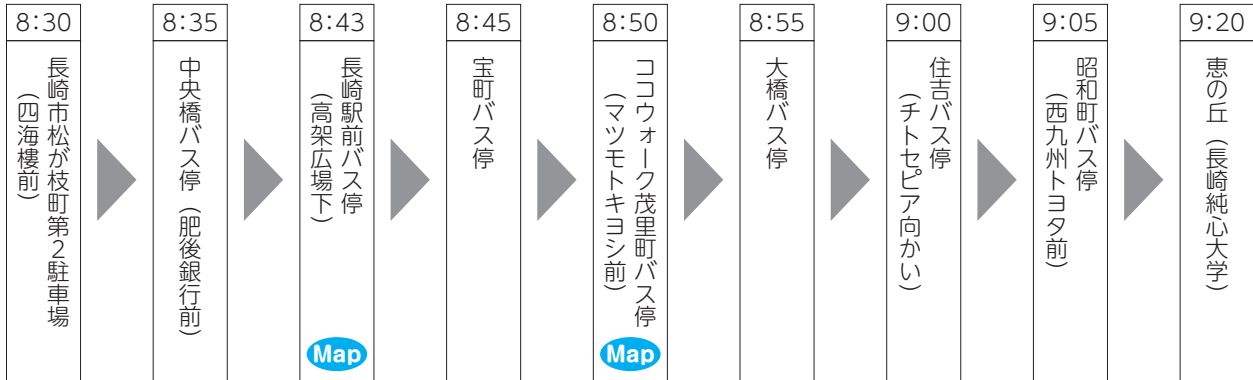 8:30
長崎市松が枝町第2駐車場
（四海樓前）
8:35
中央橋バス停（肥後銀行前）
8:43
長崎駅前バス停
（高架広場下）
Map
8:45
宝町バス停
8:50
ココウォーク茂里町バス停
（マツモトキヨシ前）
Map
8:55
大橋バス停
9:00
住吉バス停
（チトセピア向かい）
9:05
昭和町バス停
（西九州トヨタ前）
9:20
恵の丘（長崎純心大学）